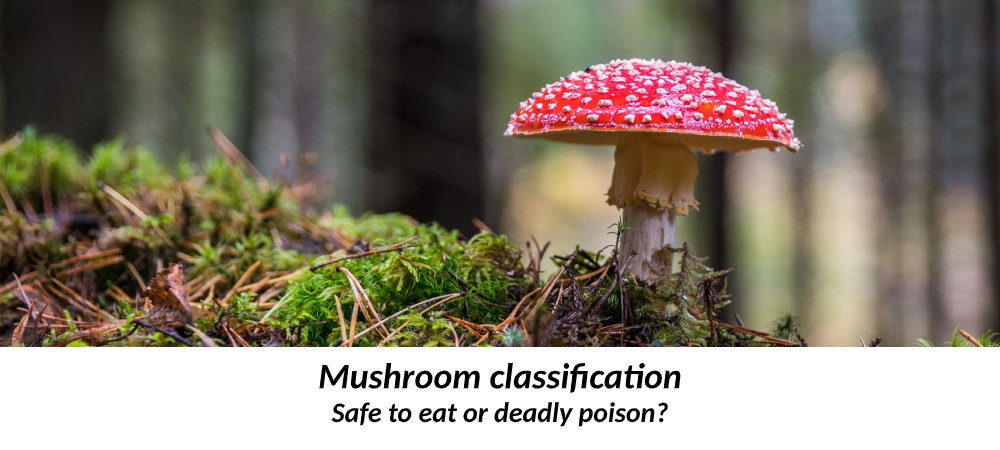 Mushroom classification
Safe to eat or deadly poison?